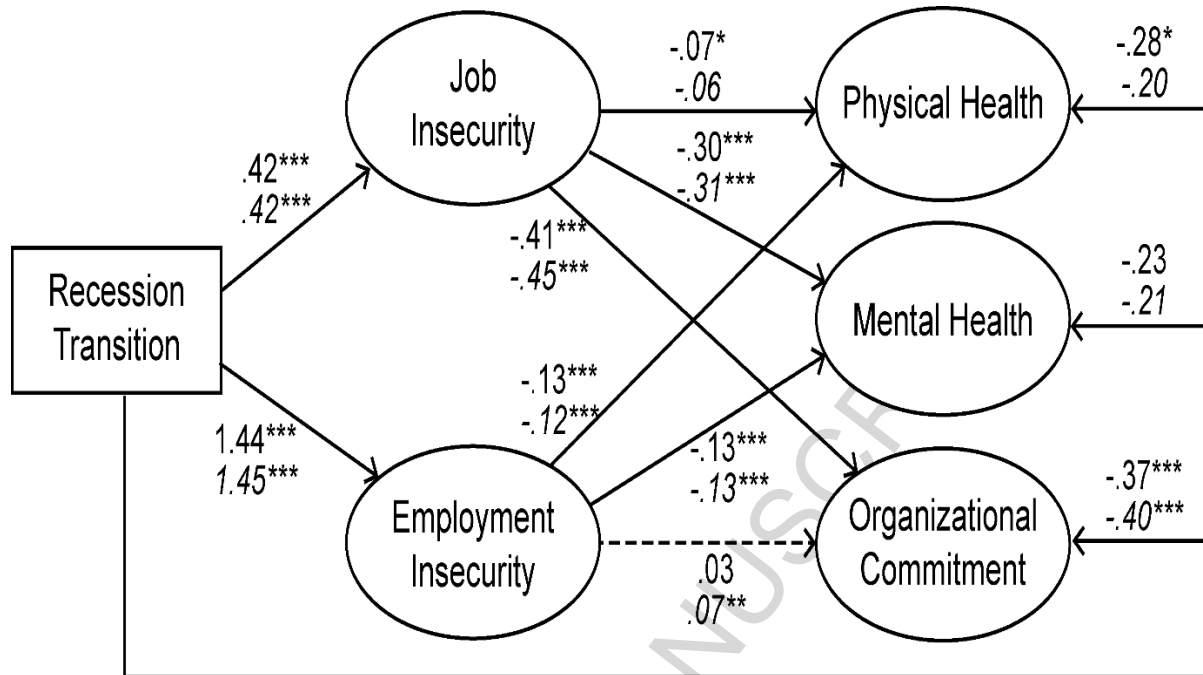 Job
Insecurity
-.07*
-.06
Physical Health
-.28*
-.20
.42***
.42***
-.30***
-.31***
-.41***
-.45***
Recession
Transition
Mental Health
-.23
-.21
-.13***
-.12***
1.44***
1.45***
-.13***
-.13***
Employment
Insecurity
Organizational
Commitment
-.37***
-.40***
.03
.07**
NUSCR